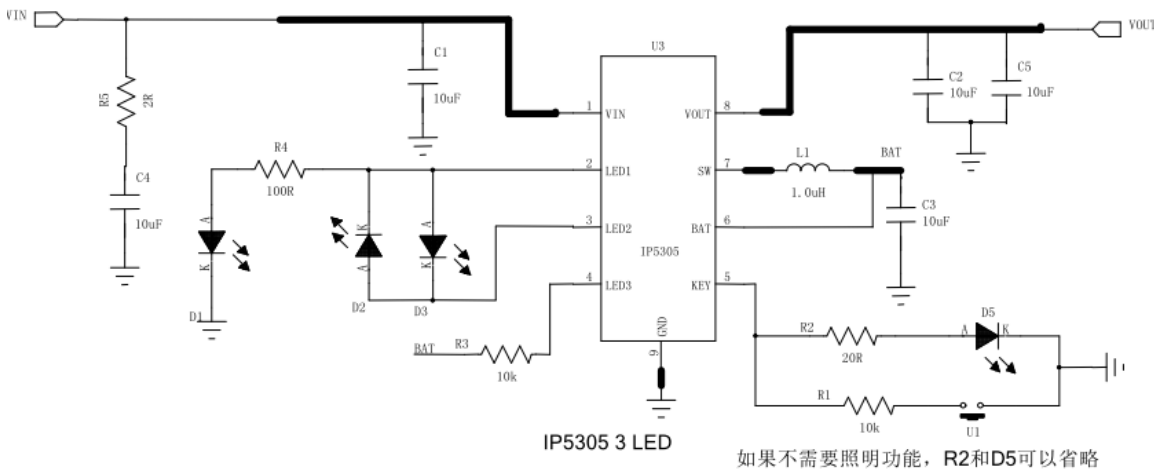 VIN
VOUT
U3
C1
10uF
C2
10uF
C5
10uF
R5
2R
1
VIN
VOUT
8
R4
100R
2
LED1
SW
7
L1
1.0uH
BAT
C4
10uF
C3
10uF
A
K
K
A
A
K
3
LED2
BAT
6
IP5305
4
LED3
KEY
5
D1
D2
D3
BAT
R3
10k
GND
9
R2
20R
A
D5
K
R1
10k
U1
IP5305 3 LED
如果不需要照明功能，R2和D5可以省略